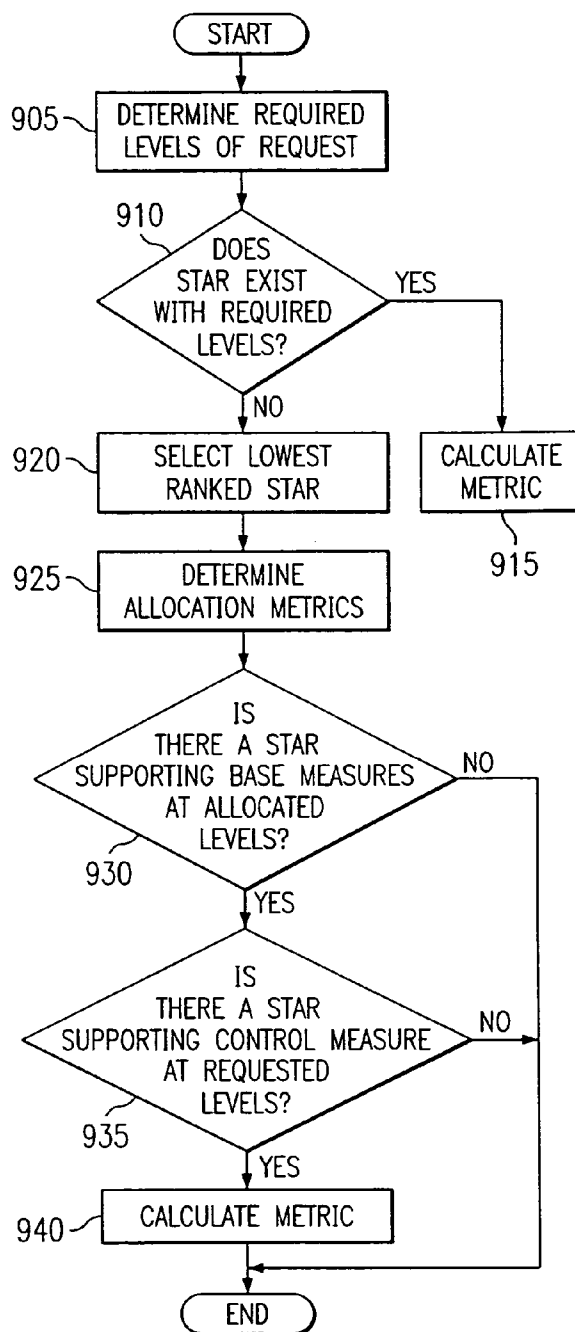 START
905
DETERMINE REQUIRED
LEVELS OF REQUEST
910
DOES
STAR EXIST
WITH REQUIRED
LEVELS?
YES
NO
920
SELECT LOWEST
RANKED STAR
CALCULATE
METRIC
915
925
DETERMINE
ALLOCATION METRICS
IS
THERE A STAR
SUPPORTING BASE MEASURES
AT ALLOCATED
LEVELS?
NO
930
YES
IS
THERE A STAR
SUPPORTING CONTROL MEASURE
AT REQUESTED
LEVELS?
NO
935
YES
940
CALCULATE METRIC
END